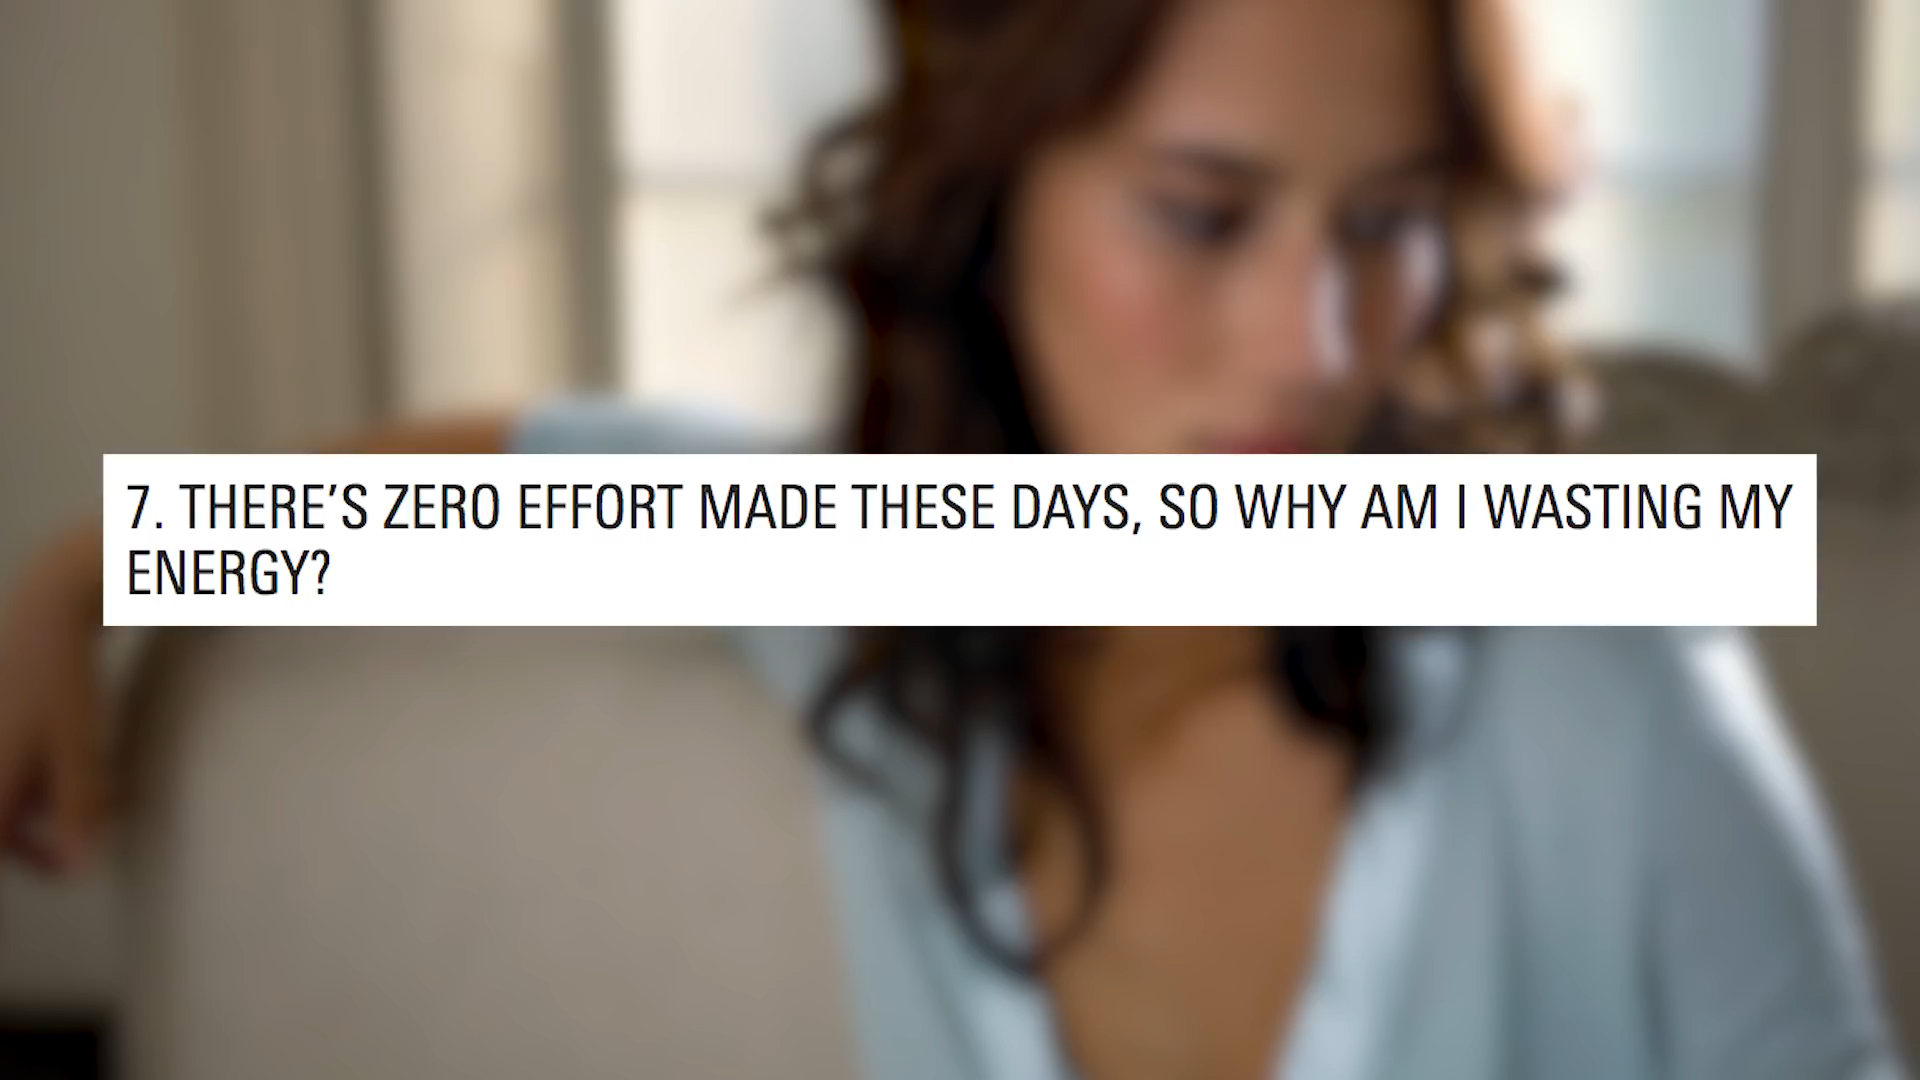 7. THERE’S ZERO EFFORT MADE THESE DAYS, SO WHY AM I WASTING MY
ENERGY?